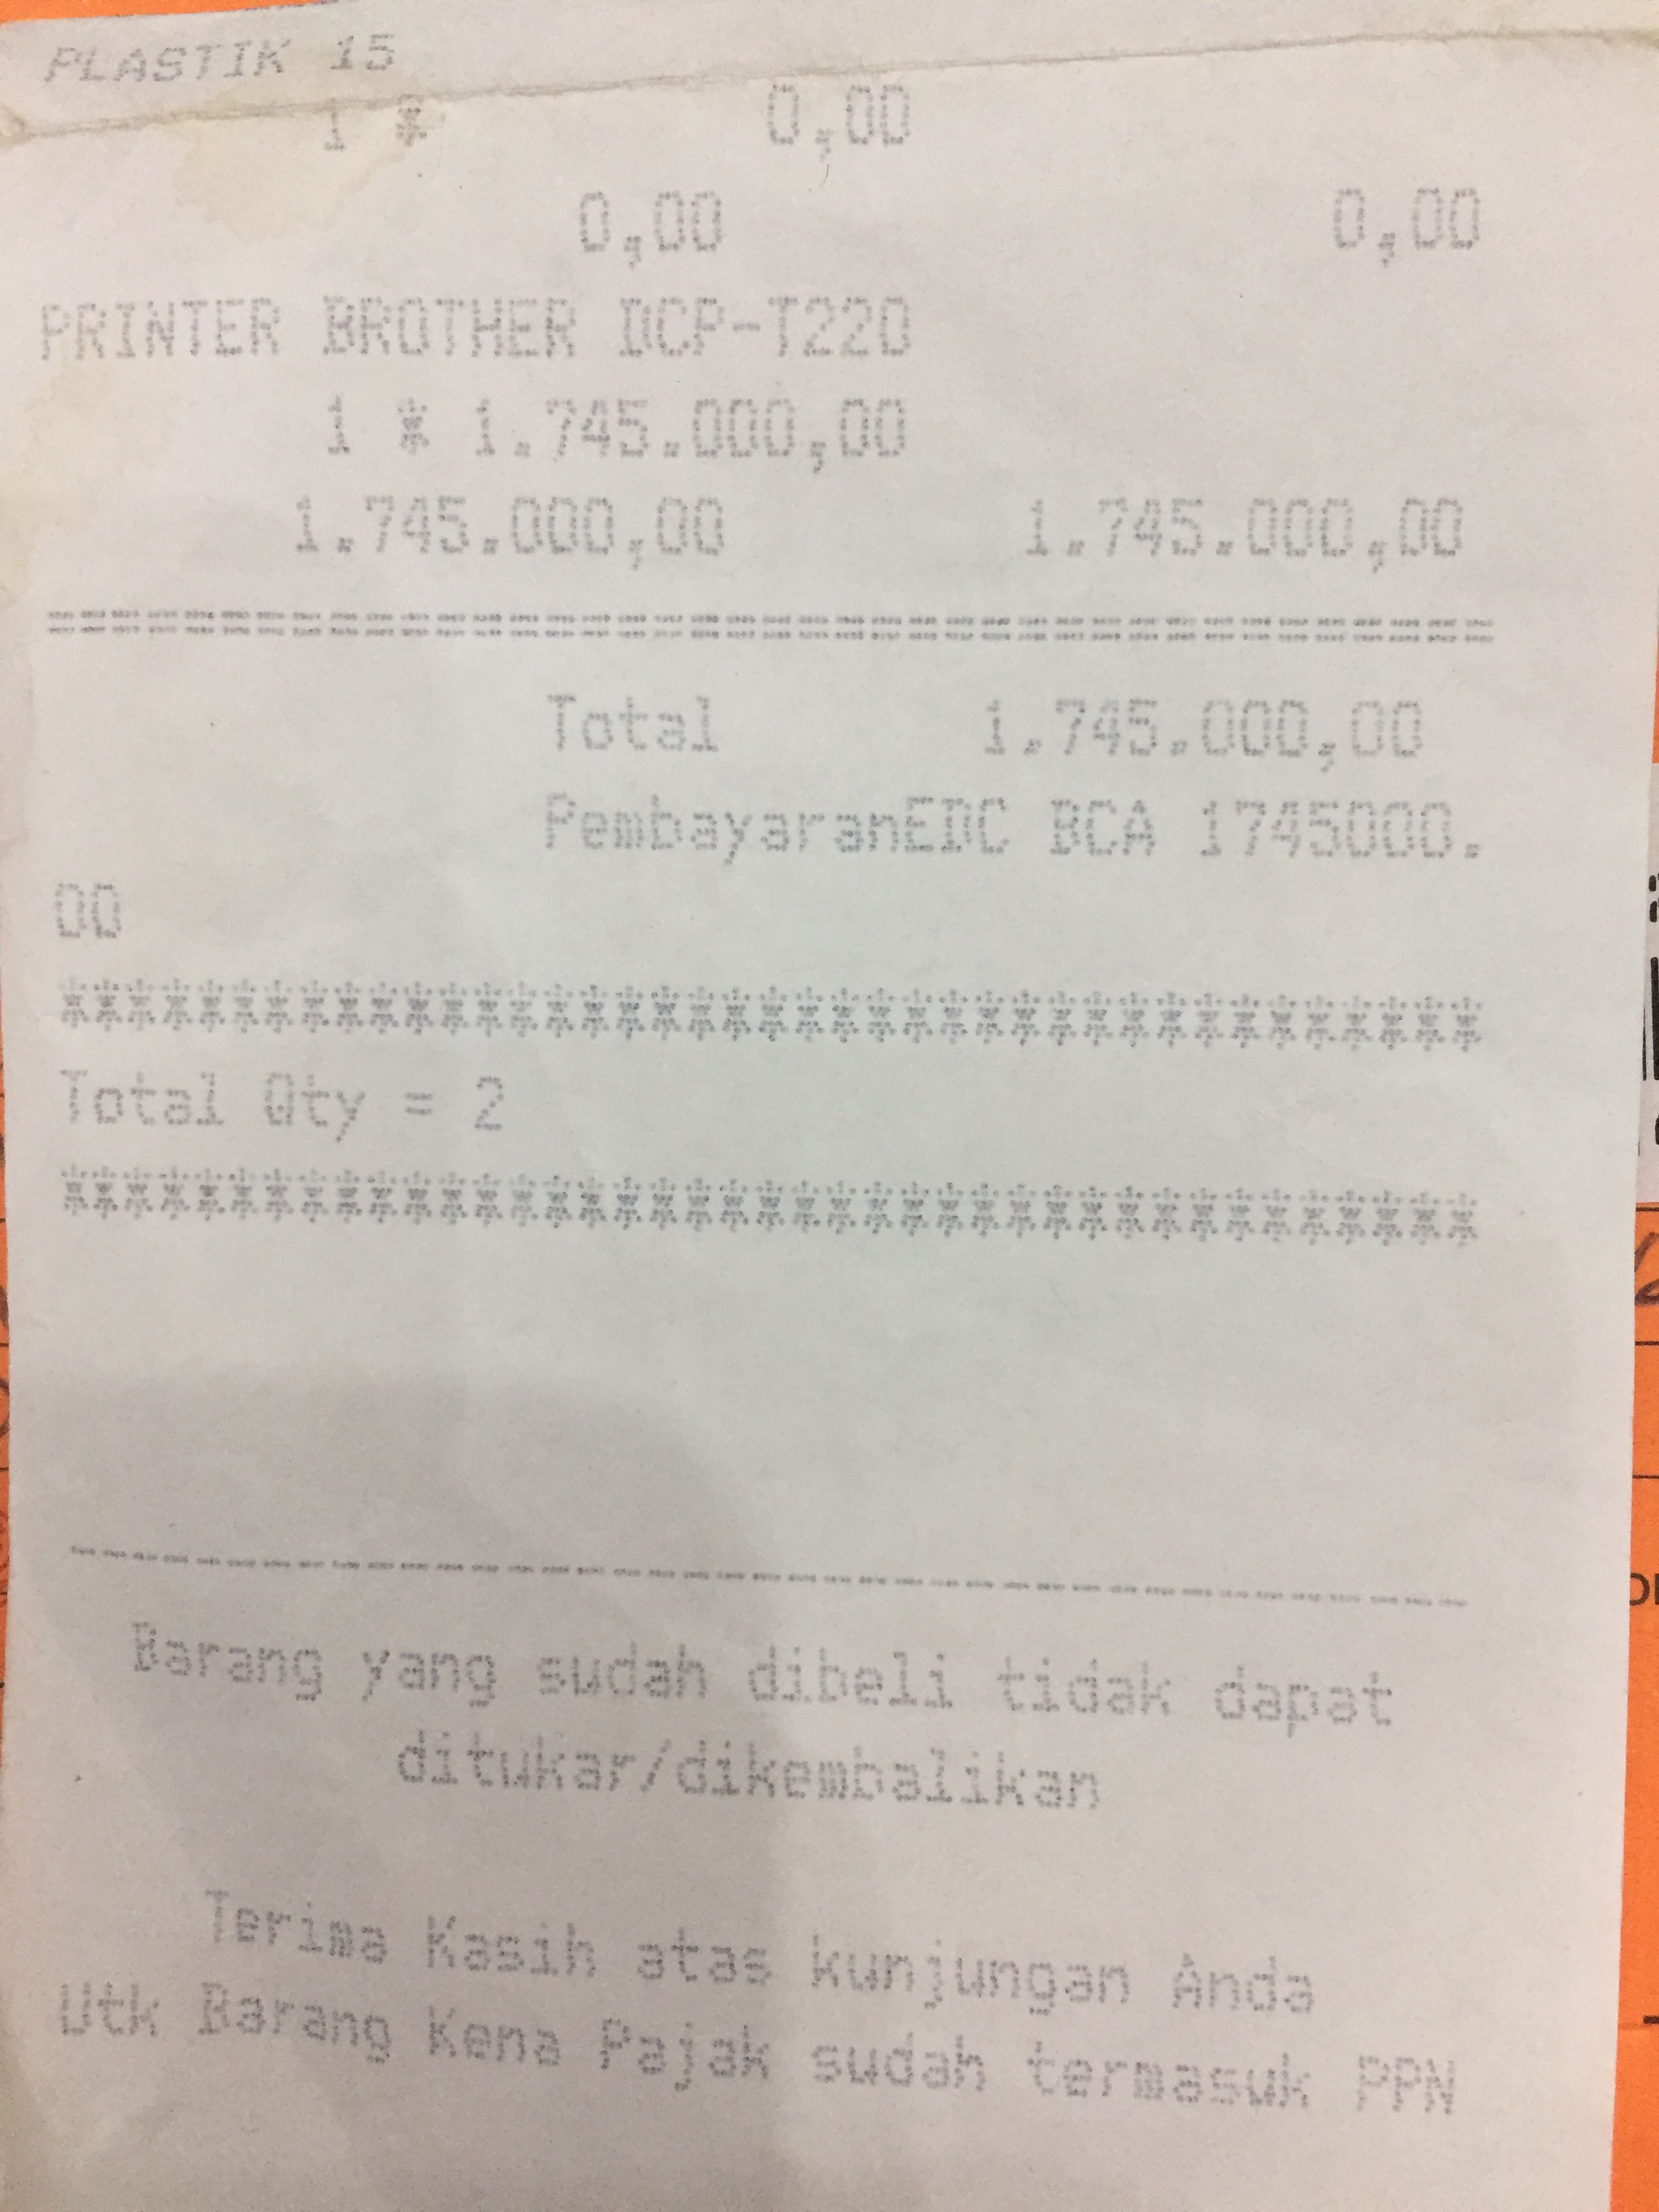 PLASTIK 15
1 * 0,00
0,00 0,00
PRINTER BROTHER DCP-T220
1 * 1.745.000,00
1.745.000,00 1.745.000,00
========================================
Total 1.745.000,00
PembayaranEDC BCA 1745000.
00
****************************************
Total Qty = 2
****************************************
----------------------------------------
Barang yang sudah dibeli tidak dapat
ditukar/dikembalikan
Terima Kasih atas kunjungan Anda
Utk Barang Kena Pajak sudah termasuk PPN